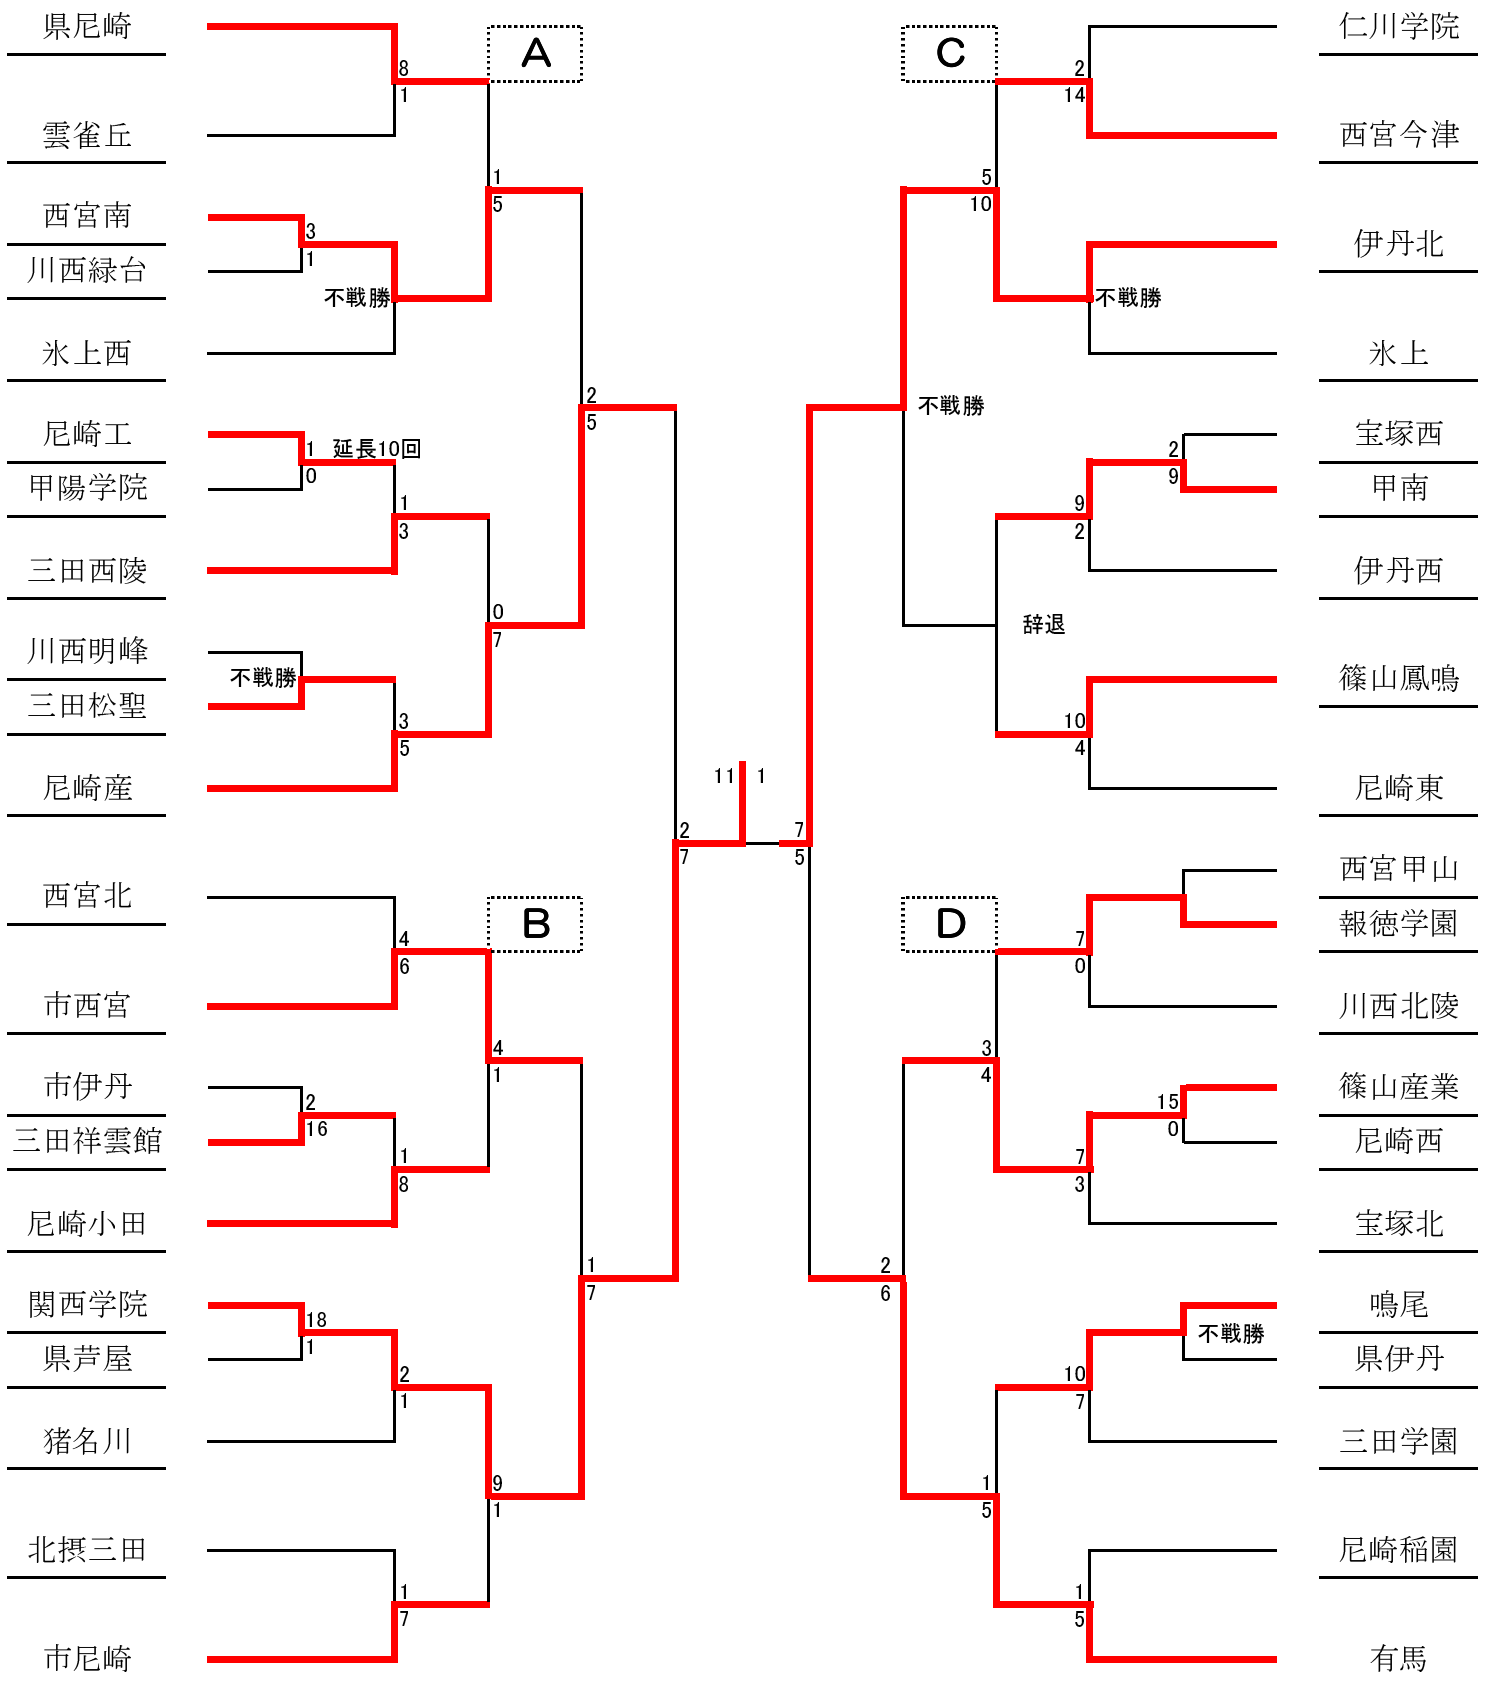 県尼崎
雲雀丘
西宮南
川西緑台
氷上西
尼崎工
甲陽学院
三田西陵
川西明峰
三田松聖
尼崎産
西宮北
市西宮
市伊丹
三田祥雲館
尼崎小田
関西学院
県芦屋
猪名川
北摂三田
市尼崎
A
8
1
1
5
3
1
不戦勝
2
5
1
延長10回
0
1
3
0
7
不戦勝
3
5
11 1
2
7
B
4
6
4
1
2
16
1
8
1
7
18
1
2
1
9
1
1
7
C
2
14
5
10
不戦勝
不戦勝
2
9
9
2
辞退
10
4
7
5
D
7
0
3
4
15
0
7
3
2
6
不戦勝
10
7
1
5
1
5
仁川学院
西宮今津
伊丹北
氷上
宝塚西
甲南
伊丹西
篠山鳳鳴
尼崎東
西宮甲山
報徳学園
川西北陵
篠山産業
尼崎西
宝塚北
鳴尾
県伊丹
三田学園
尼崎稲園
有馬